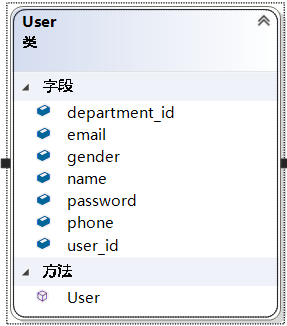 User
类
字段
department_id
email
gender
name
password
phone
user_id
方法
User